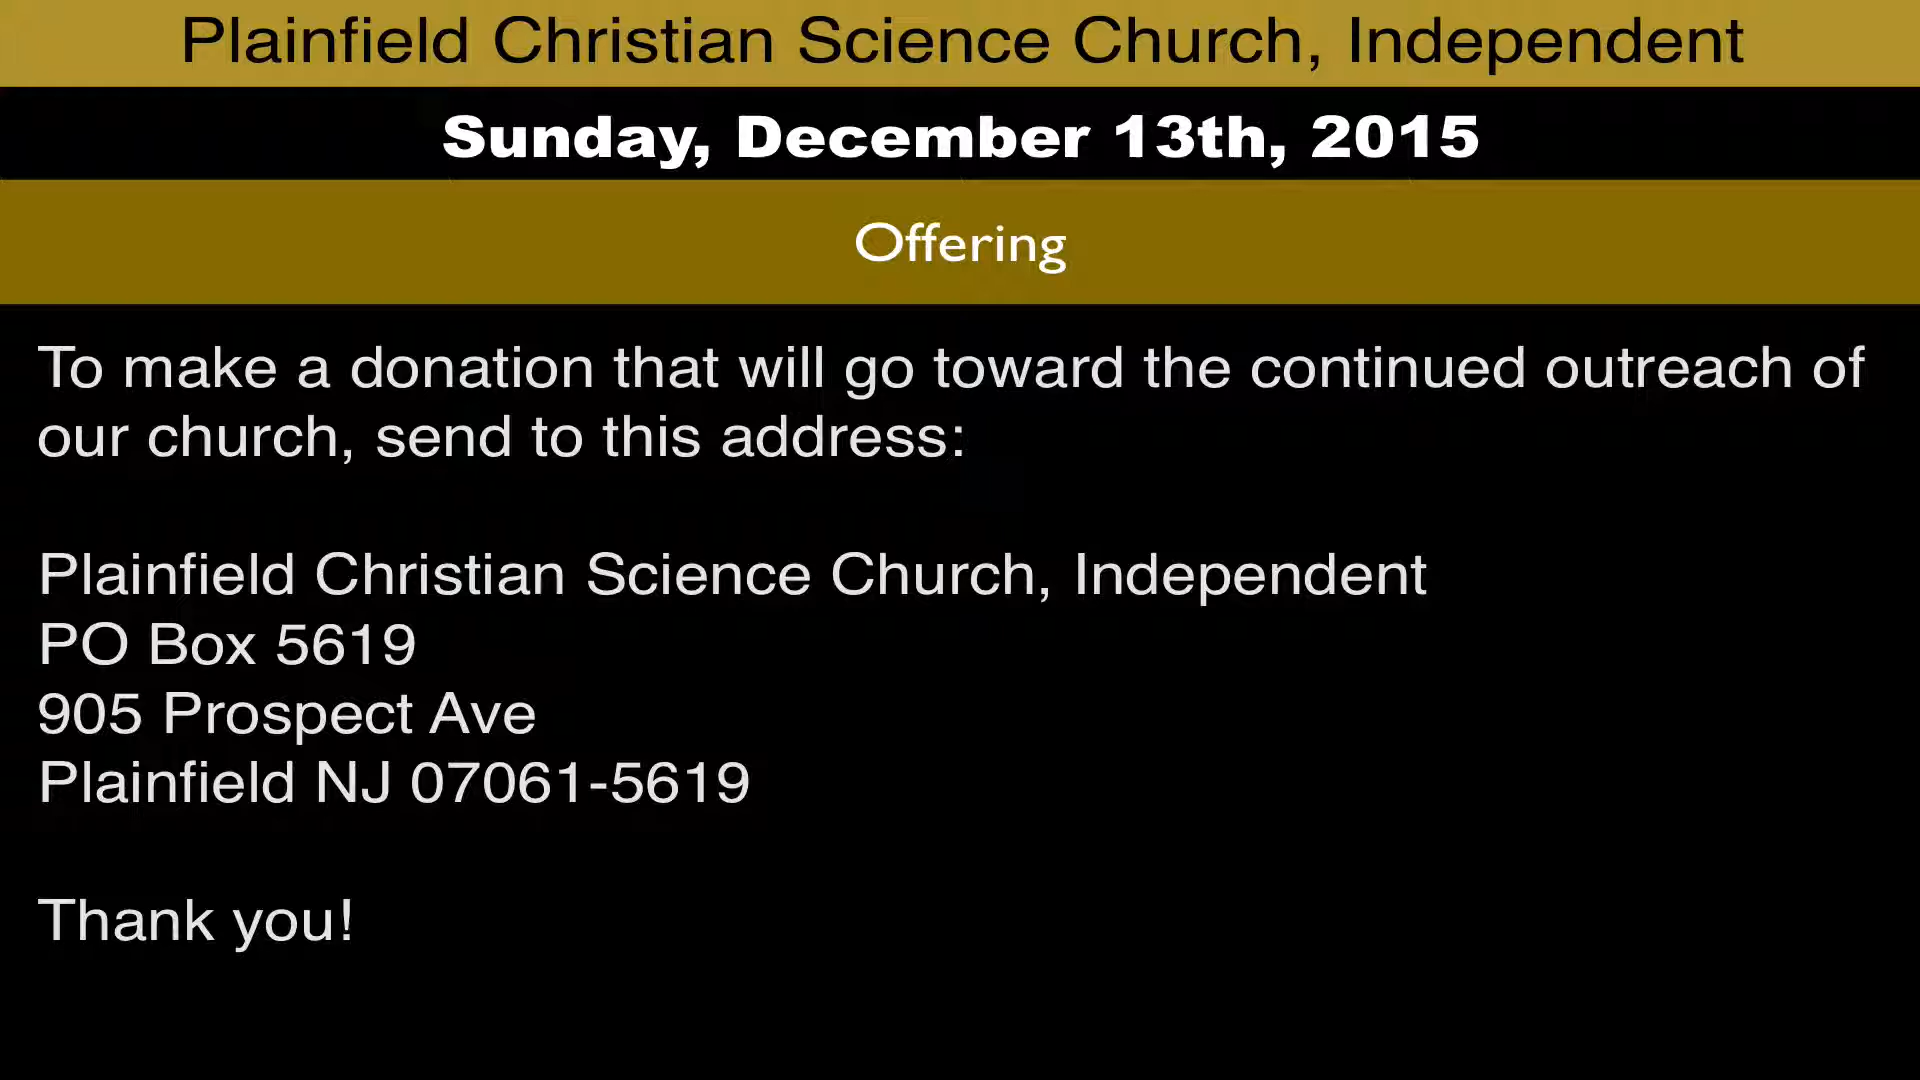 Plainfield Christian Science Church, Independent
Sunday, December 13th, 2015
Offering
To make a donation that will go toward the continued outreach of
our church, send to this address:
Plainfield Christian Science Church, Independent
PO Box 5619
905 Prospect Ave
Plainfield NJ 07061-5619
Thank you!